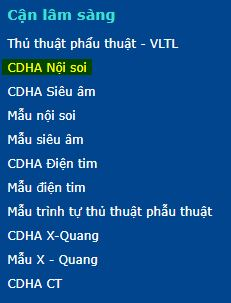 Cận lâm sàng
Thủ thuật phẩu thuật - VLTL
CDHA Nội soi
CDHA Siêu âm
Mẫu nội soi
Mẫu siêu âm
CDHA Điện tim
Mẫu điện tim
Mẫu trình tự thủ thuật phẫu thuật
CDHA X-Quang
Mẫu X - Quang
CDHA CT